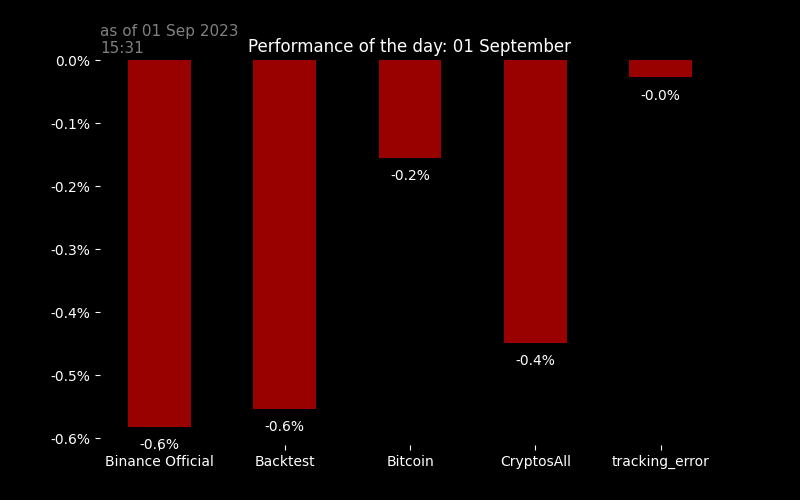 as of 01 Sep 2023
15:31
Performance of the day: 01 September
0.0%
-0.1%
-0.2%
-0.3%
-0.4%
-0.5%
-0.6%
-0.6%
-0.6%
-0.2%
-0.4%
-0.0%
Binance Official
Backtest
Bitcoin
CryptosAll
tracking_error